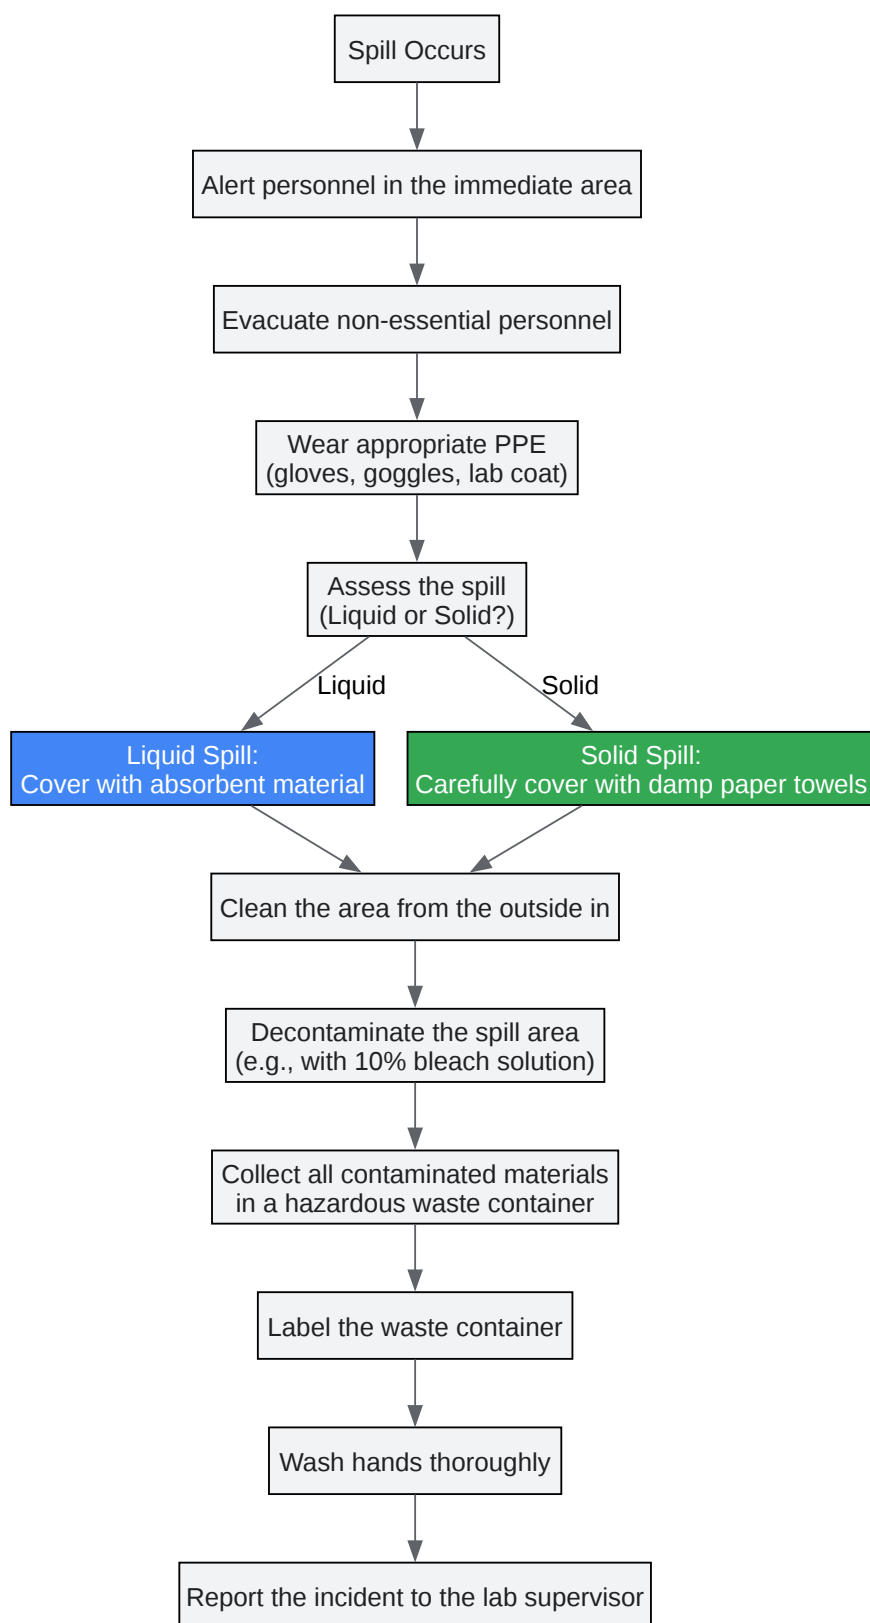 Spill Occurs
Alert personnel in the immediate area
Evacuate non-essential personnel
Wear appropriate PPE
(gloves, goggles, lab coat)
Assess the spill
(Liquid or Solid?)
Liquid
Solid
Liquid Spill:
Cover with absorbent material
Solid Spill:
Carefully cover with damp paper towels
Clean the area from the outside in
Decontaminate the spill area
(e.g., with 10% bleach solution)
Collect all contaminated materials
in a hazardous waste container
Label the waste container
Wash hands thoroughly
Report the incident to the lab supervisor